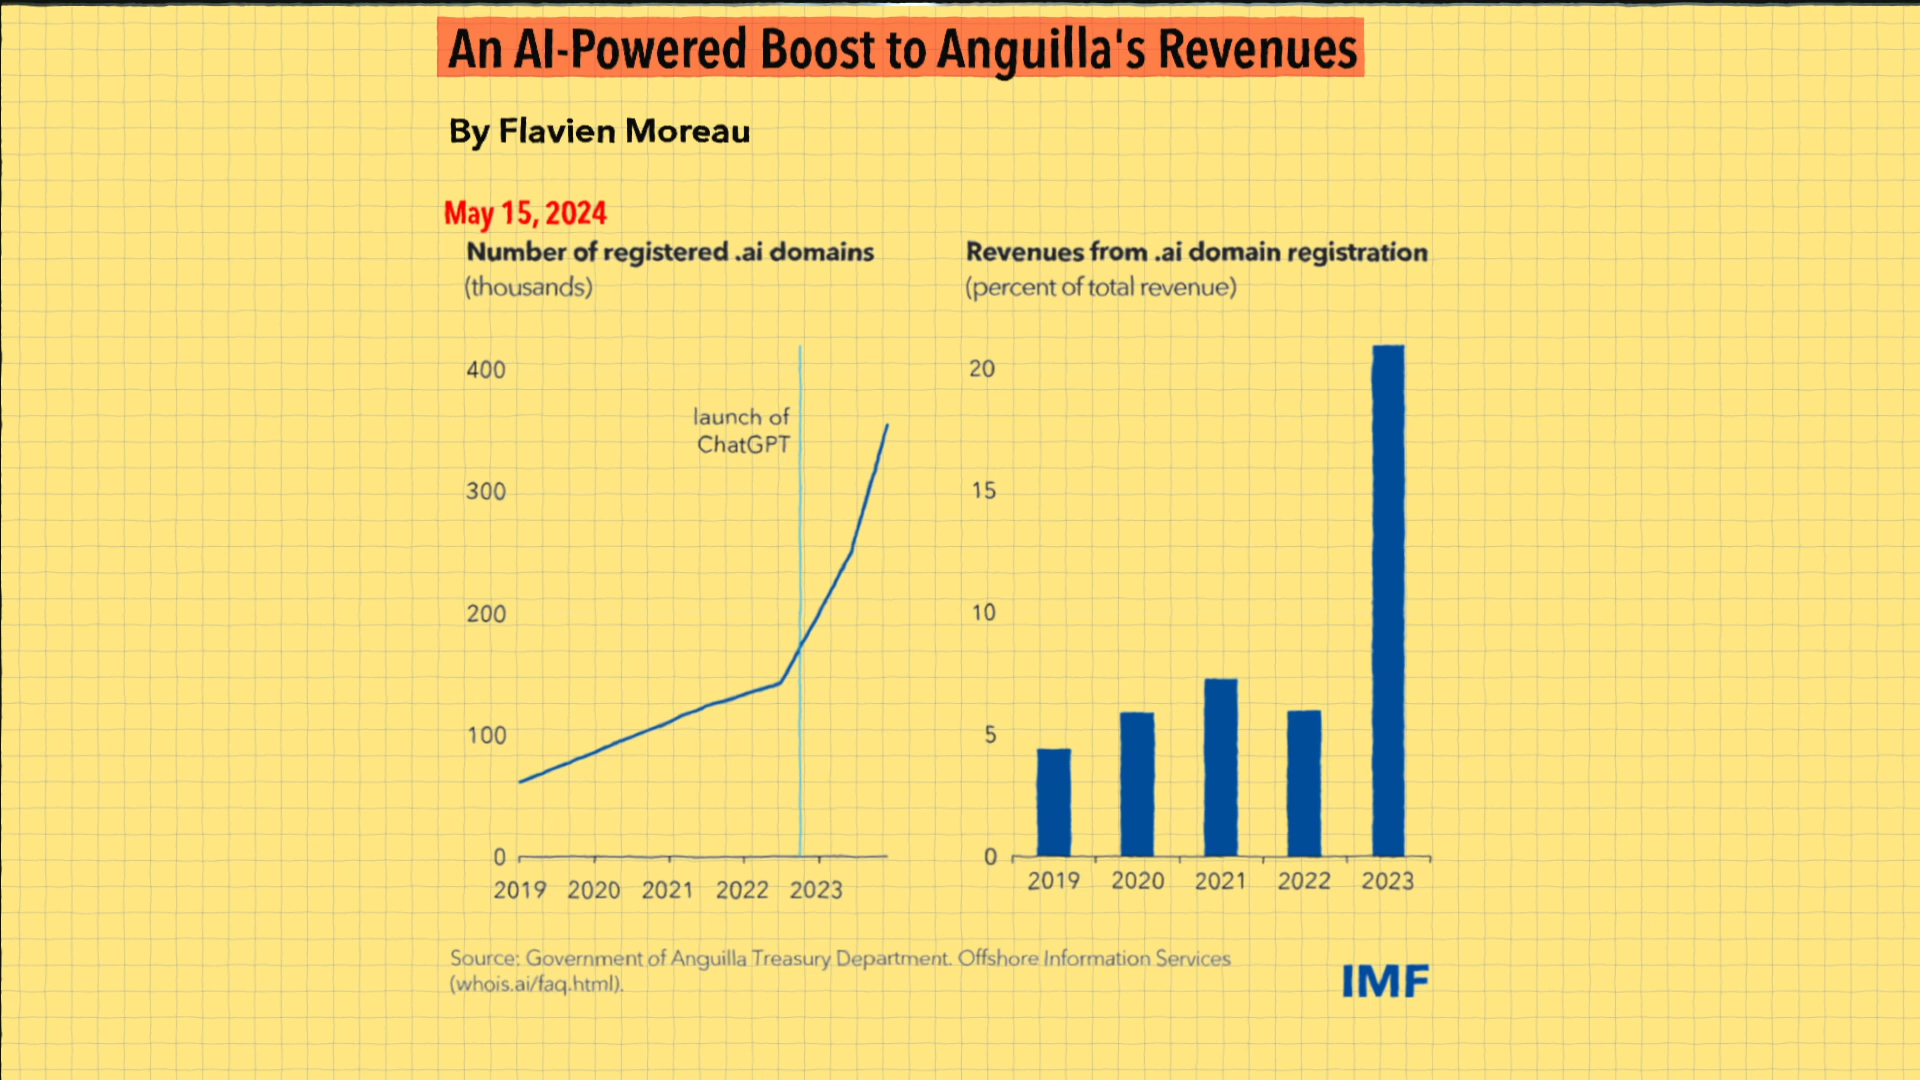 An AI-Powered Boost to Anguilla's Revenues
By Flavien Moreau
May 15, 2024
Number of registered .ai domains
(thousands)
400
300
200
100
0
launch of
ChatGPT
2019 2020 2021 2022 2023
Revenues from .ai domain registration
(percent of total revenue)
20
15
10
5
0
2019 2020 2021 2022 2023
Source: Government of Anguilla Treasury Department. Offshore Information Services
(whois.ai/faq.html).
IMF